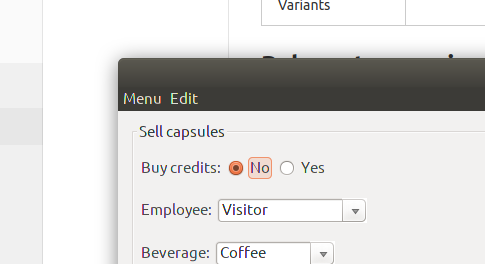 Variants
Menu Edit
Sell capsules
Buy credits: No Yes
Employee: Visitor
Beverage: Coffee